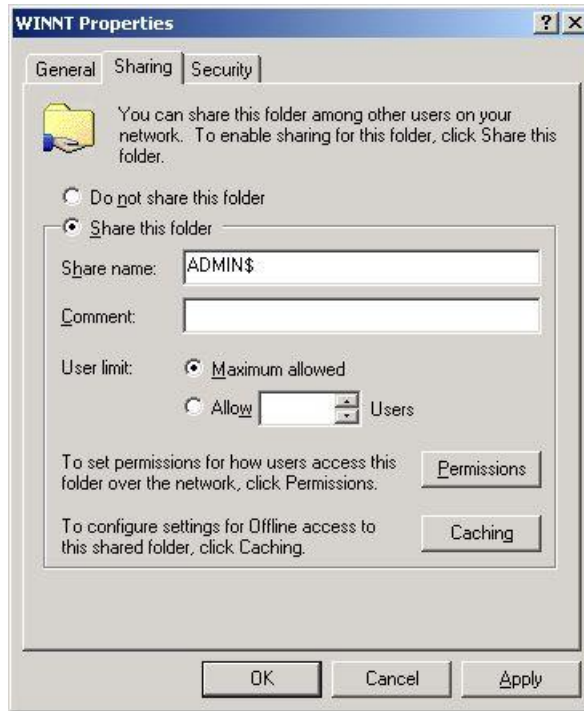 WINNT Properties
General Sharing Security
You can share this folder among other users on your
network. To enable sharing for this folder, click Share this
folder.
Do not share this folder
Share this folder
Share name: ADMIN$
Comment:
User limit: Maximum allowed
Allow Users
To set permissions for how users access this
folder over the network, click Permissions.
Permissions
To configure settings for Offline access to
this shared folder, click Caching.
Caching
OK Cancel Apply